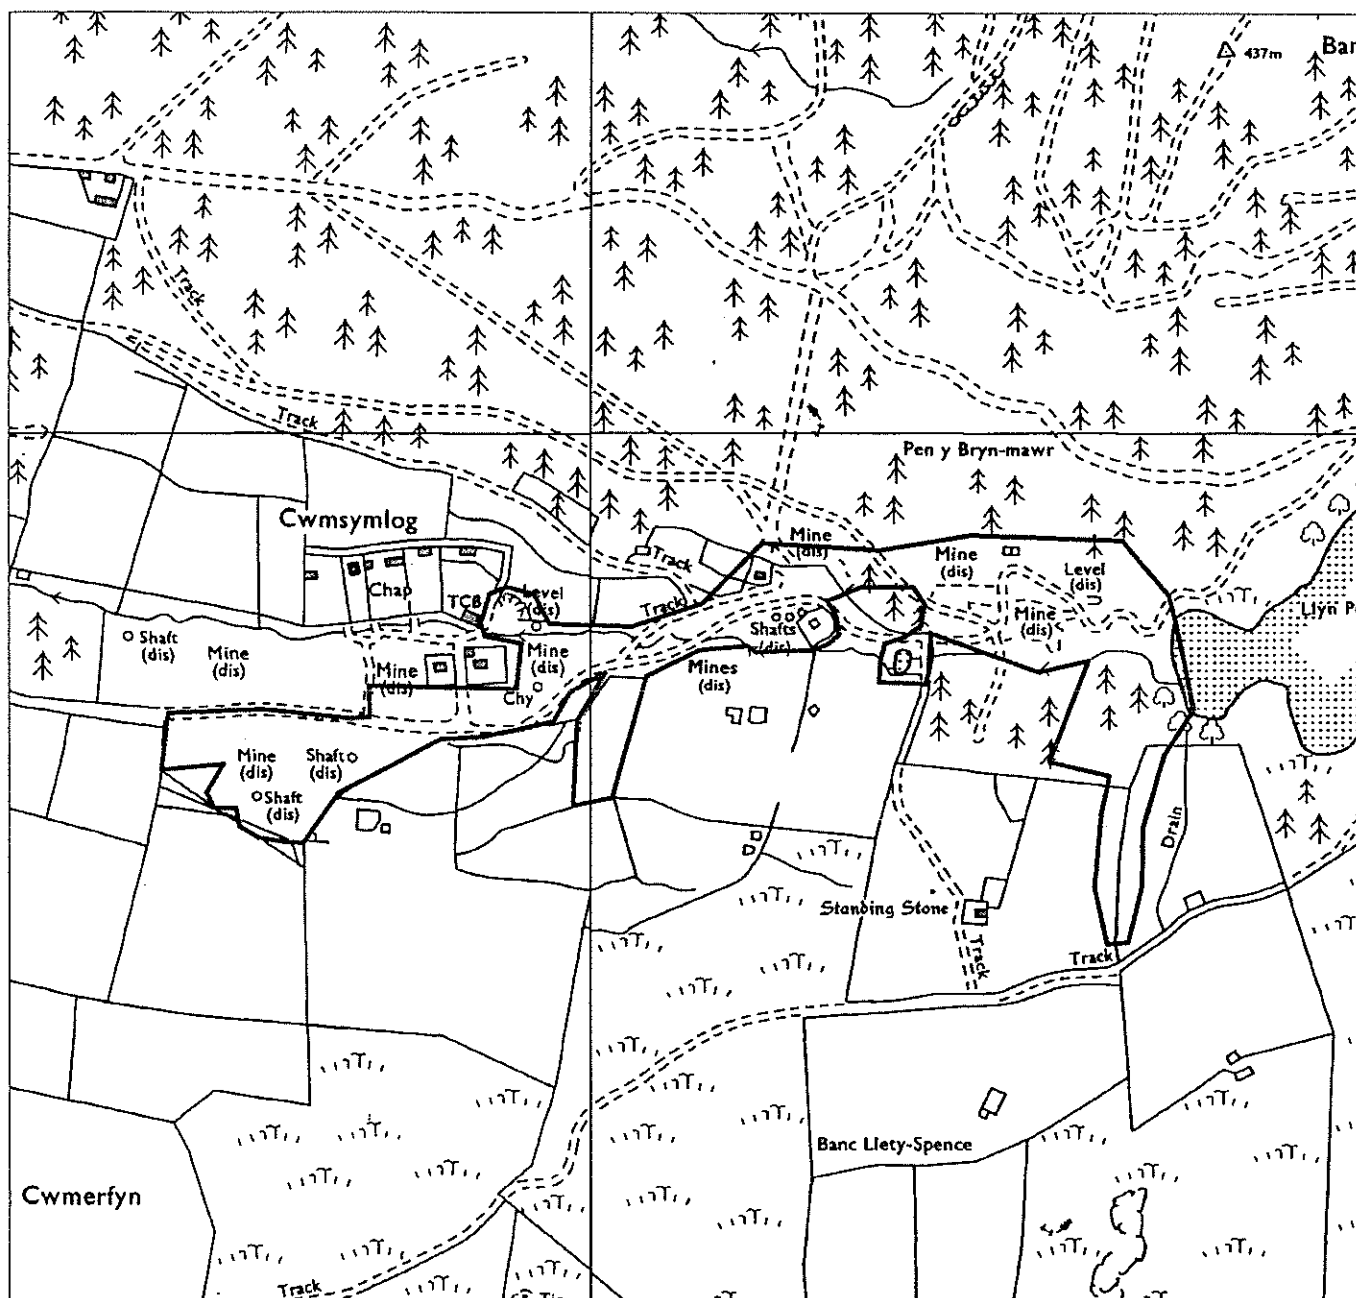 437m
Ban
Track
Track
Pen y Bryn-mawr
Cwmsymlog
Mine
(dis)
Mine
(dis)
Track
Level
(dis)
Chap
TCB
Level
(dis)
Track
Llyn P
Mine
(dis)
Shaft
(dis)
Mine
(dis)
Shafts
(dis)
Mine
(dis)
Mine
(dis)
Mines
(dis)
Chy
Mine
(dis)
Shaft
(dis)
Shaft
(dis)
Drain
Standing Stone
Track
Track
Banc Llety-Spence
Cwmerfyn
Track